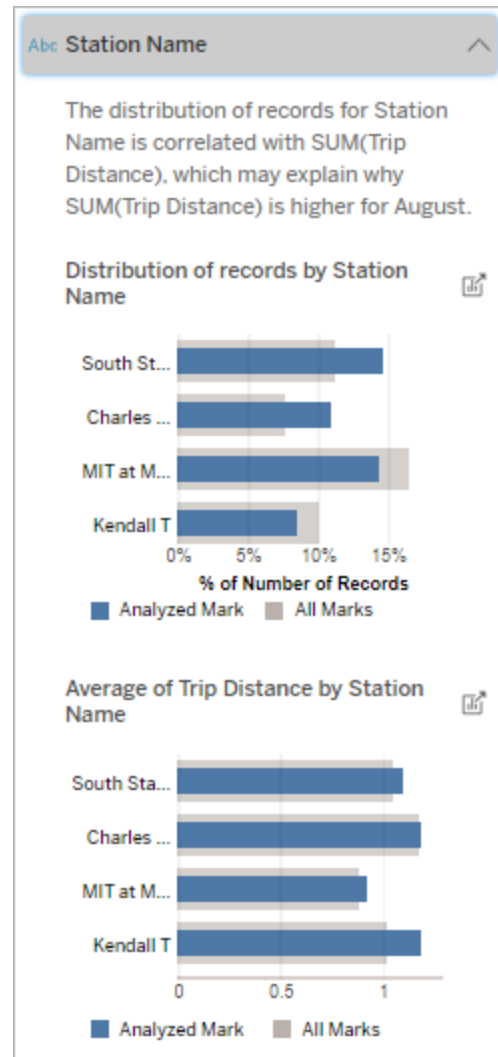 Abc Station Name
The distribution of records for Station
Name is correlated with SUM(Trip
Distance), which may explain why
SUM(Trip Distance) is higher for August.
Distribution of records by Station
Name
South St...
Charles ...
MIT at M...
Kendall T
0% 5% 10% 15%
% of Number of Records
Analyzed Mark All Marks
Average of Trip Distance by Station
Name
South Sta...
Charles ...
MIT at M...
Kendall T
0 0.5 1
Analyzed Mark All Marks